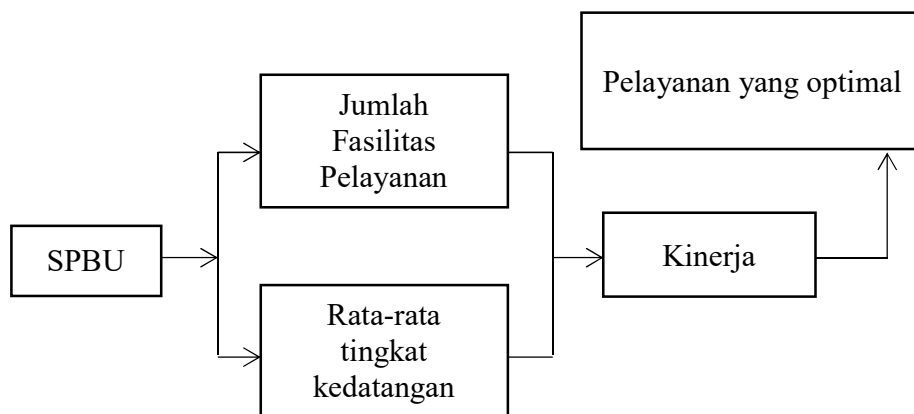 SPBU
Jumlah
Fasilitas
Pelayanan
Rata-rata
tingkat
kedatangan
Kinerja
Pelayanan yang optimal